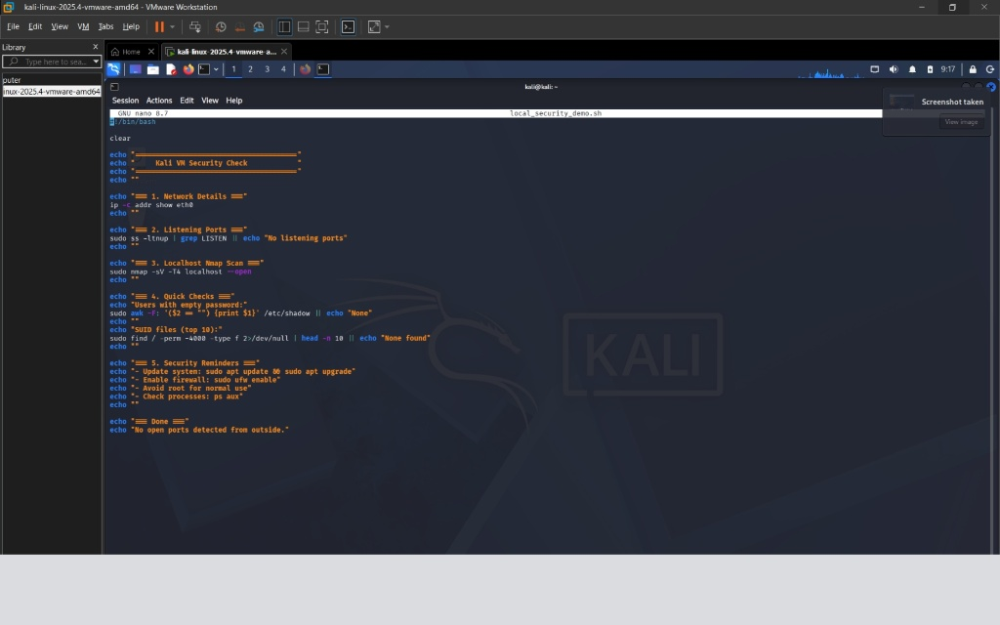 kali-linux-2025.4-vmware-amd64 - VMware Workstation
File Edit View VM Tabs Help
Library X
Type here to sea...
puter
inux-2025.4-vmware-amd64
Home kali-linux-2025.4-vmware-a...
1 2 3 4 9:17
kali@kali: ~
Session Actions Edit View Help
Screenshot taken
View image
GNU nano 8.7 local_security_demo.sh
#!/bin/bash
clear
echo "══════════════════════════════════"
echo " Kali VM Security Check "
echo "══════════════════════════════════"
echo ""
echo "=== 1. Network Details ==="
ip -c addr show eth0
echo ""
echo "=== 2. Listening Ports ==="
sudo ss -ltnup | grep LISTEN || echo "No listening ports"
echo ""
echo "=== 3. Localhost Nmap Scan ==="
sudo nmap -sV -T4 localhost --open
echo ""
echo "=== 4. Quick Checks ==="
echo "Users with empty password:"
sudo awk -F: '($2 == "") {print $1}' /etc/shadow || echo "None"
echo ""
echo "SUID files (top 10):"
sudo find / -perm -4000 -type f 2>/dev/null | head -n 10 || echo "None found"
echo ""
echo "=== 5. Security Reminders ==="
echo "- Update system: sudo apt update && sudo apt upgrade"
echo "- Enable firewall: sudo ufw enable"
echo "- Avoid root for normal use"
echo "- Check processes: ps aux"
echo ""
echo "=== Done ==="
echo "No open ports detected from outside."
KALI